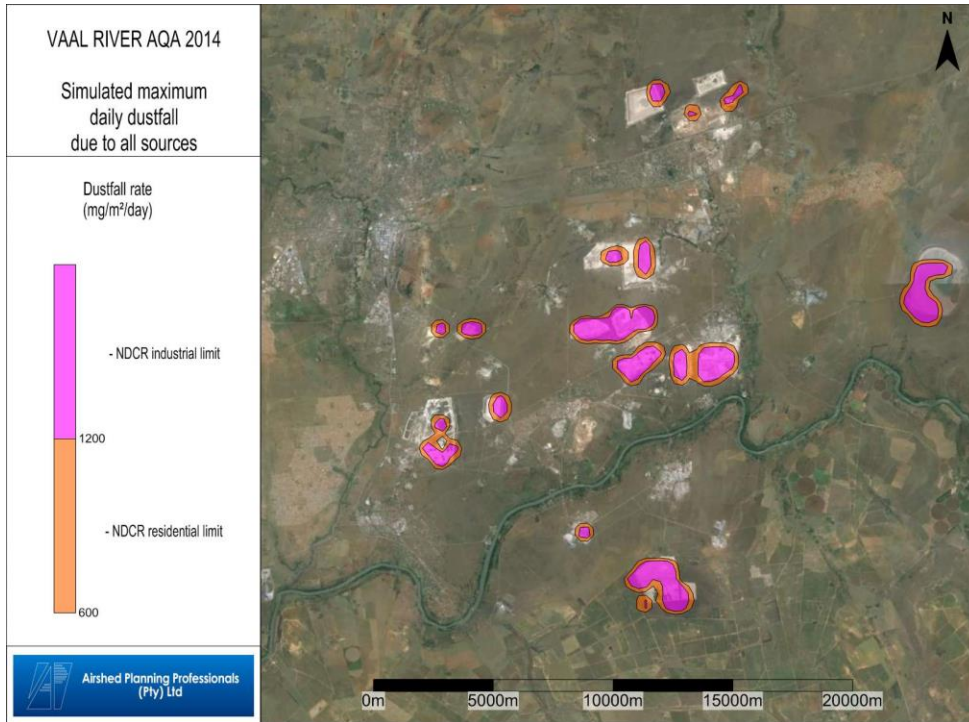 VAAL RIVER AQA 2014
Simulated maximum
daily dustfall
due to all sources
Dustfall rate
(mg/m²/day)
- NDCR industrial limit
1200
- NDCR residential limit
600
Airshed Planning Professionals
(Pty) Ltd
N
0m 5000m 10000m 15000m 20000m